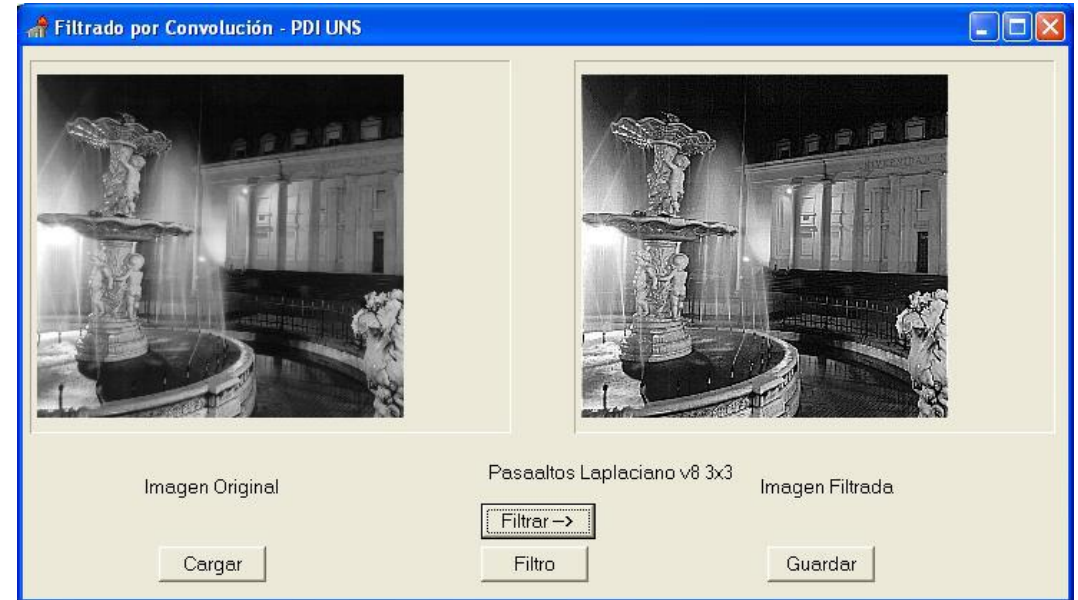 Filtrado por Convolución - PDI UNS
Pasaaltos Laplaciano v8 3x3
Imagen Original
Imagen Filtrada
Filtrar -->
Cargar
Filtro
Guardar